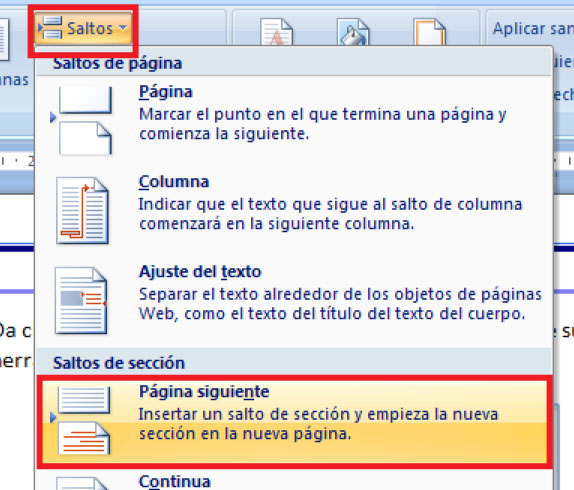 Saltos
Aplicar san
Saltos de página
Página
Marcar el punto en el que termina una página y
comienza la siguiente.
Columna
Indicar que el texto que sigue al salto de columna
comenzará en la siguiente columna.
Ajuste del texto
Separar el texto alrededor de los objetos de páginas
Web, como el texto del título del texto del cuerpo.
Saltos de sección
Página siguiente
Insertar un salto de sección y empieza la nueva
sección en la nueva página.
Continua